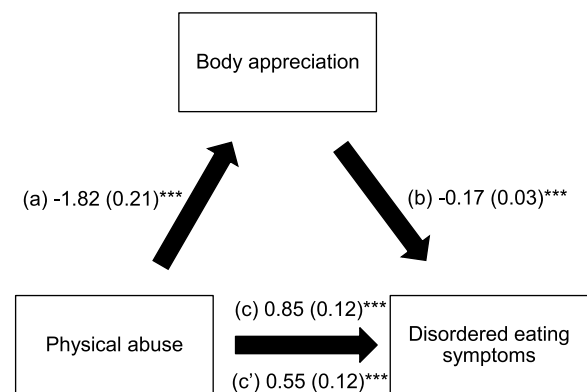 Body appreciation
(a) -1.82 (0.21)***
(b) -0.17 (0.03)***
(c) 0.85 (0.12)***
Physical abuse
Disordered eating
symptoms
(c') 0.55 (0.12)***